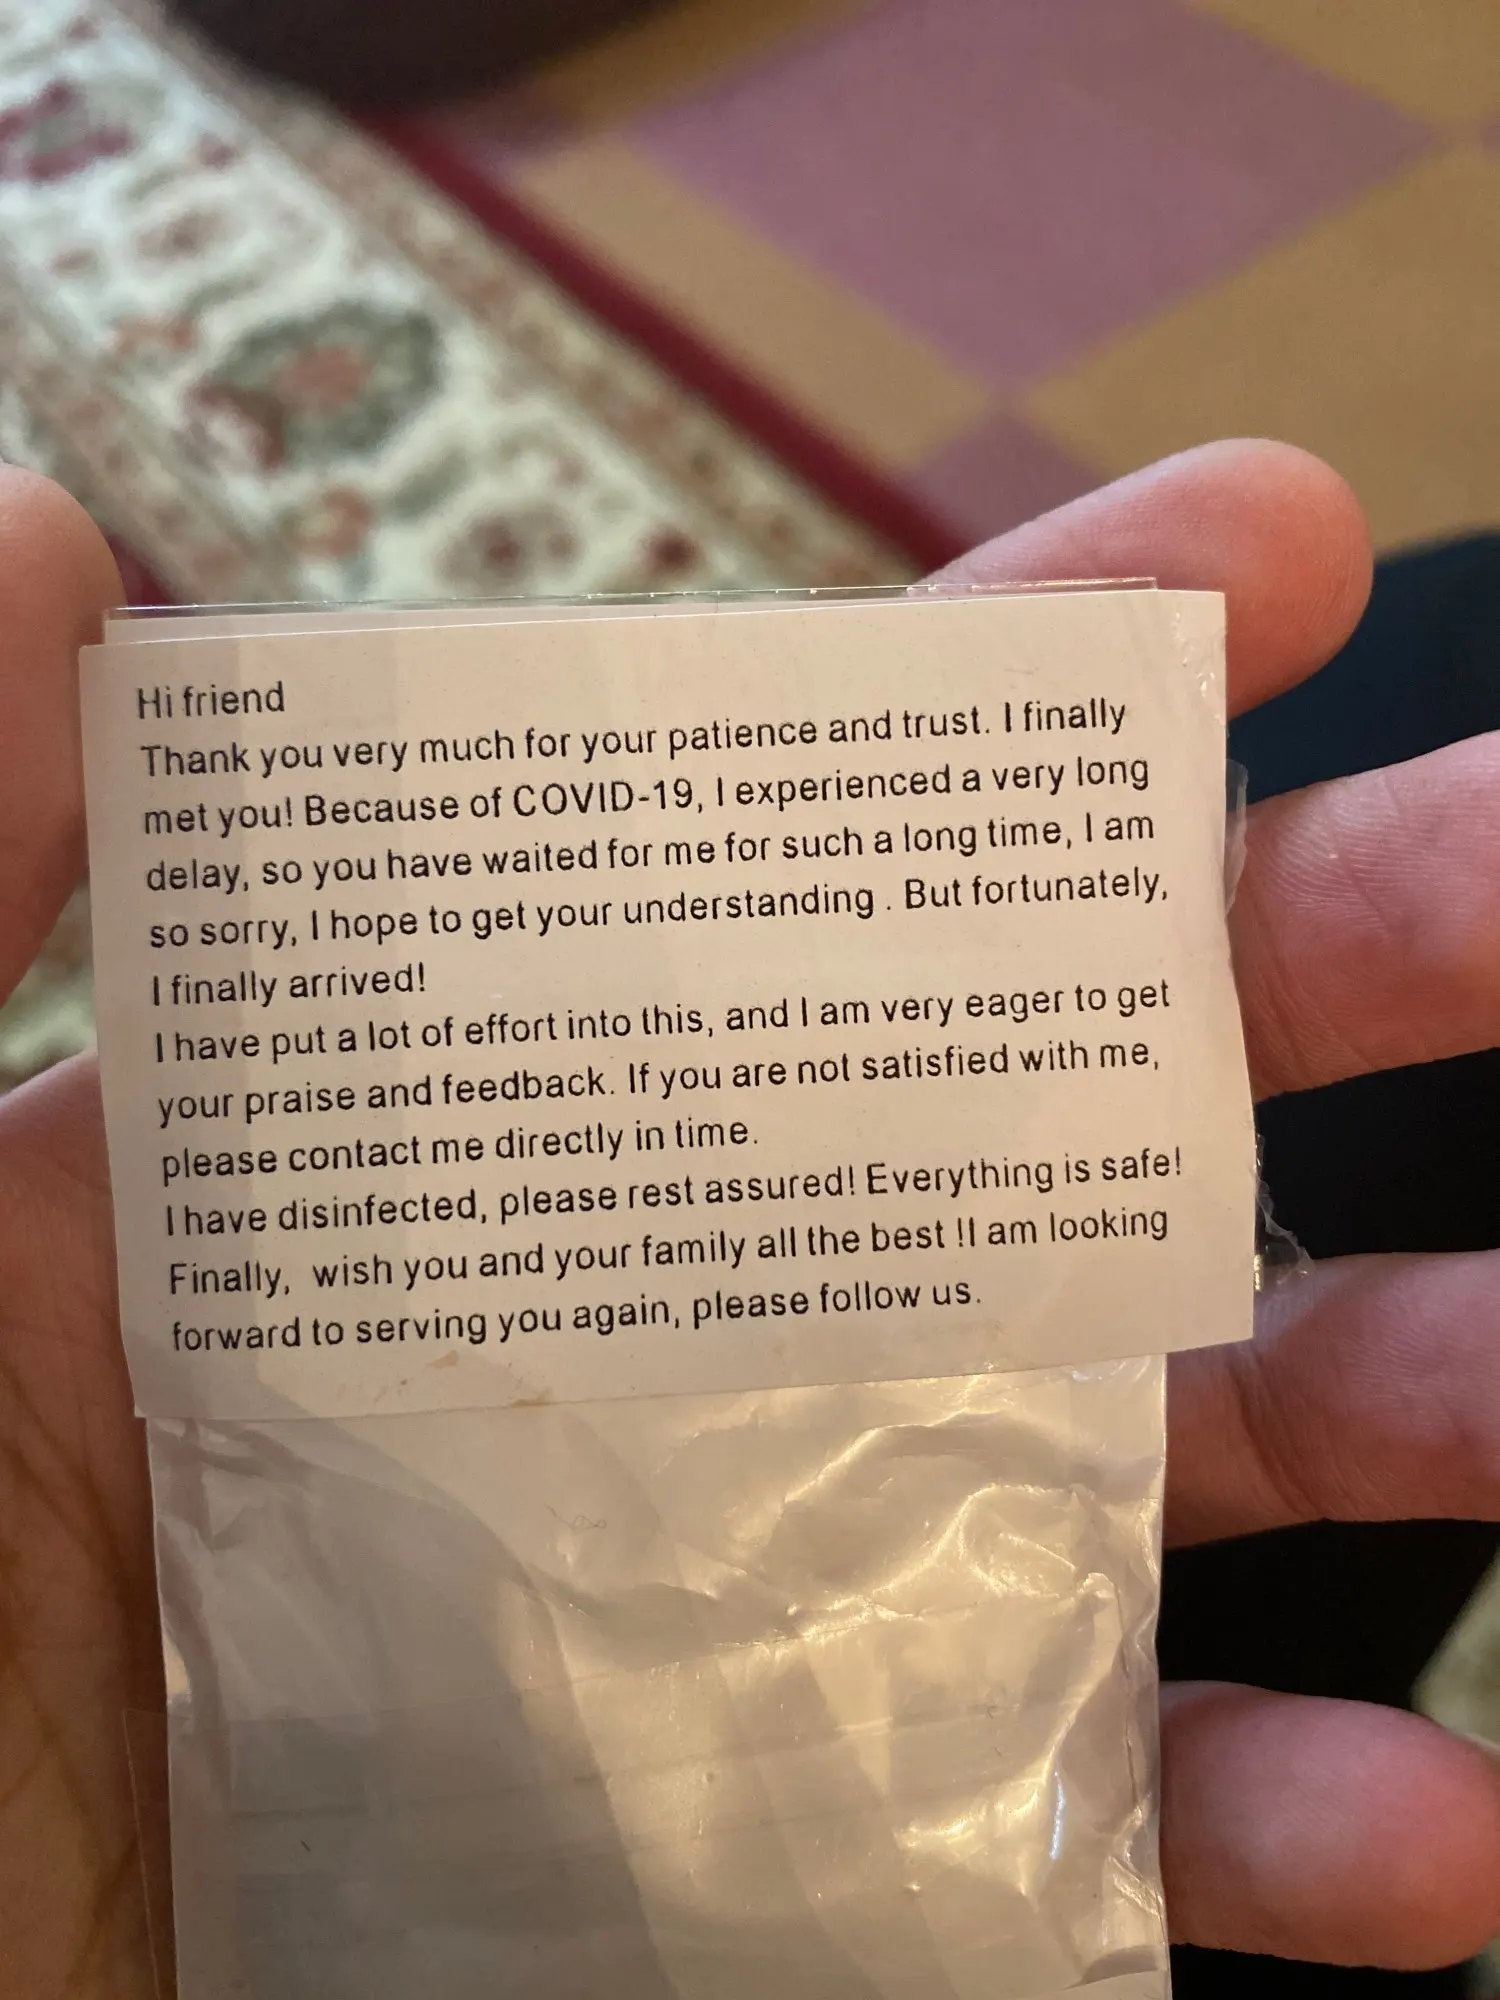 Hi friend
Thank you very much for your patience and trust. I finally
met you! Because of COVID-19, I experienced a very long
delay, so you have waited for me for such a long time, I am
so sorry, I hope to get your understanding . But fortunately,
I finally arrived!
I have put a lot of effort into this, and I am very eager to get
your praise and feedback. If you are not satisfied with me,
please contact me directly in time.
I have disinfected, please rest assured! Everything is safe!
Finally,  wish you and your family all the best !I am looking
forward to serving you again, please follow us.